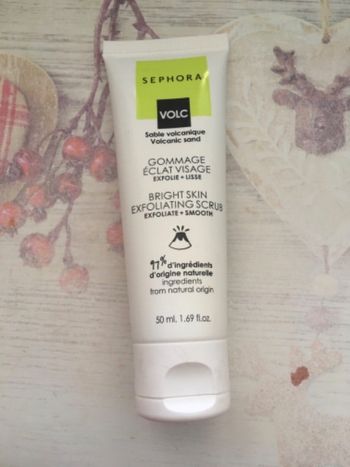 SEPHORA
VOLC
Sable volcanique
Volcanic sand
GOMMAGE
ÉCLAT VISAGE
EXFOLIE + LISSE
BRIGHT SKIN
EXFOLIATING SCRUB
EXFOLIATE + SMOOTH
97% d'ingrédients
d'origine naturelle
ingredients
from natural origin
50 ml. 1.69 fl.oz.